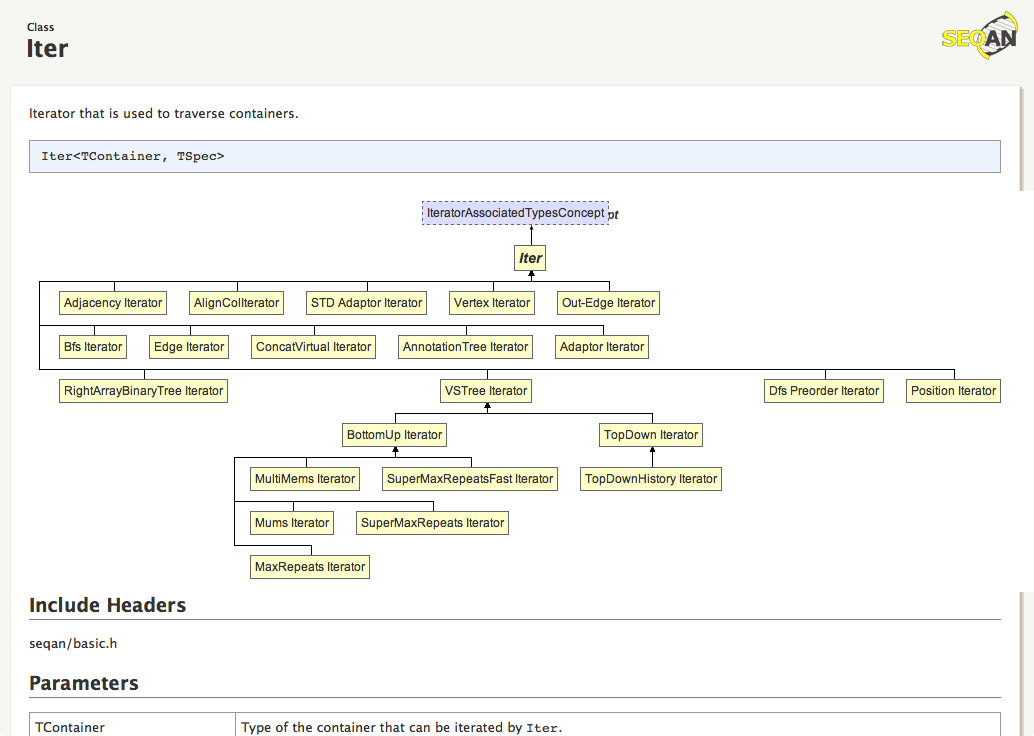 Class
Iter
SEQAN
Iterator that is used to traverse containers.
Iter<TContainer, TSpec>
IteratorAssociatedTypesConcept pt
Iter
Adjacency Iterator AlignColIterator STD Adaptor Iterator Vertex Iterator Out-Edge Iterator
Bfs Iterator Edge Iterator ConcatVirtual Iterator AnnotationTree Iterator Adaptor Iterator
RightArrayBinaryTree Iterator VSTree Iterator Dfs Preorder Iterator Position Iterator
BottomUp Iterator TopDown Iterator
MultiMems Iterator SuperMaxRepeatsFast Iterator TopDownHistory Iterator
Mums Iterator SuperMaxRepeats Iterator
MaxRepeats Iterator
Include Headers
seqan/basic.h
Parameters
TContainer Type of the container that can be iterated by Iter.